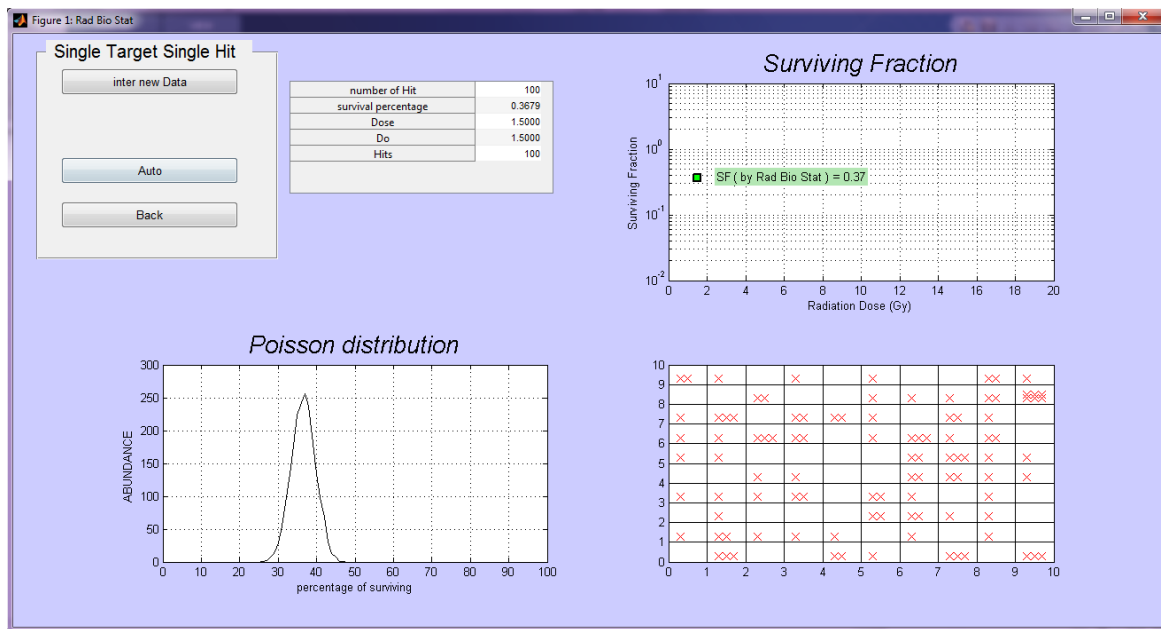 Figure 1: Rad Bio Stat
Single Target Single Hit
inter new Data
Auto
Back
number of Hit 100
survival percentage 0.3679
Dose 1.5000
Do 1.5000
Hits 100
Surviving Fraction
10^1
10^0
10^-1
10^-2
Surviving Fraction
SF ( by Rad Bio Stat ) = 0.37
0 2 4 6 8 10 12 14 16 18 20
Radiation Dose (Gy)
Poisson distribution
300
250
200
150
100
50
0
ABUNDANCE
0 10 20 30 40 50 60 70 80 90 100
percentage of surviving
10
9
8
7
6
5
4
3
2
1
0
0 1 2 3 4 5 6 7 8 9 10